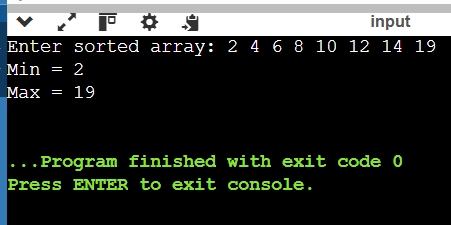 input
Enter sorted array: 2 4 6 8 10 12 14 19
Min = 2
Max = 19
...Program finished with exit code 0
Press ENTER to exit console.